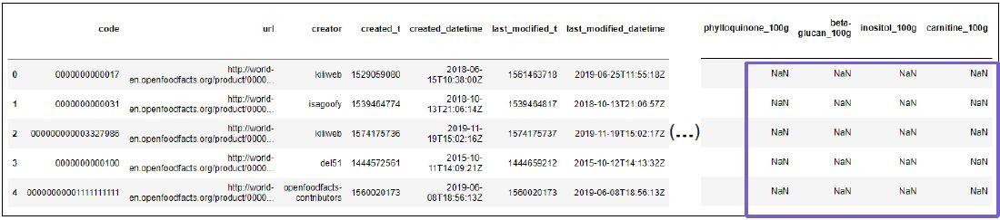 code url creator created_t created_datetime last_modified_t last_modified_datetime phylloquinone_100g beta-
glucan_100g inositol_100g carnitine_100g
0 0000000000017 http://world-
en.openfoodfacts.org/product/0000... kiliweb 1529059080 2018-06-
15T10:38:00Z 1561463718 2019-06-25T11:55:18Z NaN NaN NaN NaN
1 0000000000031 http://world-
en.openfoodfacts.org/product/0000... isagoofy 1539464774 2018-10-
13T21:06:14Z 1539464817 2018-10-13T21:06:57Z NaN NaN NaN NaN
2 000000000003327986 http://world-
en.openfoodfacts.org/product/0000... kiliweb 1574175736 2019-11-
19T15:02:16Z 1574175737 2019-11-19T15:02:17Z (...) NaN NaN NaN NaN
3 0000000000100 http://world-
en.openfoodfacts.org/product/0000... del51 1444572561 2015-10-
11T14:09:21Z 1444659212 2015-10-12T14:13:32Z NaN NaN NaN NaN
4 00000000001111111111 http://world-
en.openfoodfacts.org/product/0000... openfoodfacts-
contributors 1560020173 2019-06-
08T18:56:13Z 1560020173 2019-06-08T18:56:13Z NaN NaN NaN NaN